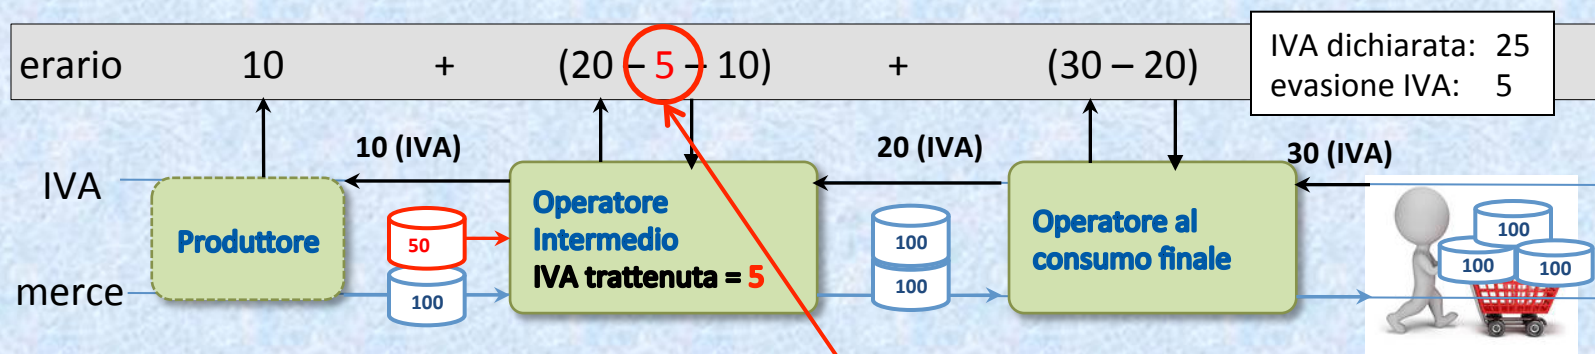 erario 10 + (20 – 5 – 10) + (30 – 20)
IVA dichiarata: 25
evasione IVA: 5
10 (IVA) 20 (IVA) 30 (IVA)
IVA
Produttore
50
100
Operatore
Intermedio
IVA trattenuta = 5
100
100
Operatore al
consumo finale
100
100 100
merce